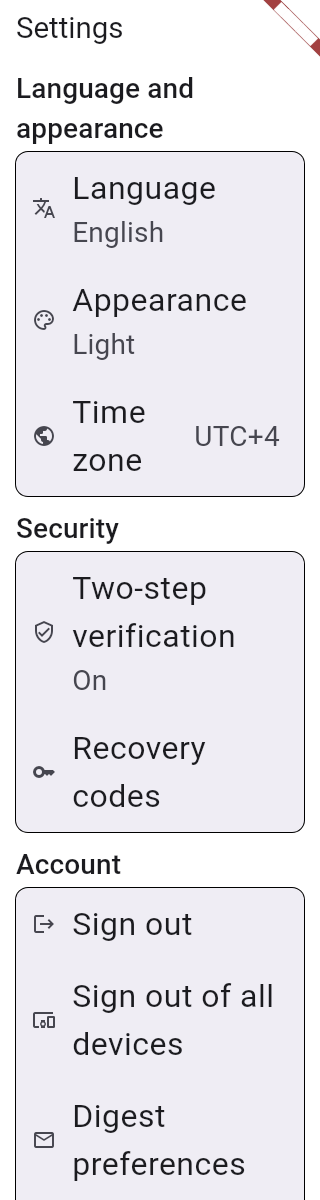 Settings
Language and
appearance
Language
English
Appearance
Light
Time
zone
UTC+4
Security
Two-step
verification
On
Recovery
codes
Account
Sign out
Sign out of all
devices
Digest
preferences